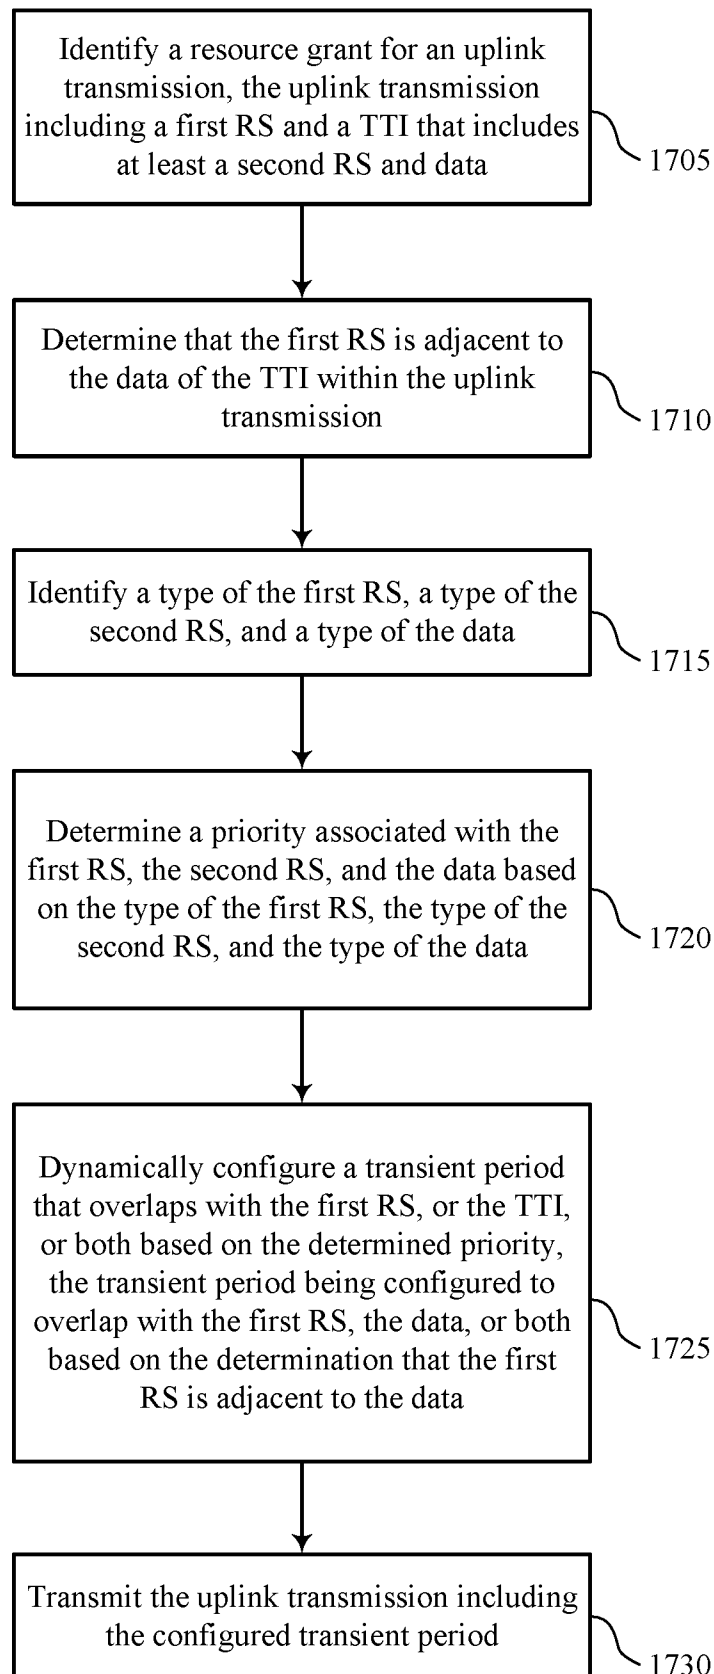 Identify a resource grant for an uplink
transmission, the uplink transmission
including a first RS and a TTI that includes
at least a second RS and data
1705
Determine that the first RS is adjacent to
the data of the TTI within the uplink
transmission
1710
Identify a type of the first RS, a type of the
second RS, and a type of the data
1715
Determine a priority associated with the
first RS, the second RS, and the data based
on the type of the first RS, the type of the
second RS, and the type of the data
1720
Dynamically configure a transient period
that overlaps with the first RS, or the TTI,
or both based on the determined priority,
the transient period being configured to
overlap with the first RS, the data, or both
based on the determination that the first
RS is adjacent to the data
1725
Transmit the uplink transmission including
the configured transient period
1730